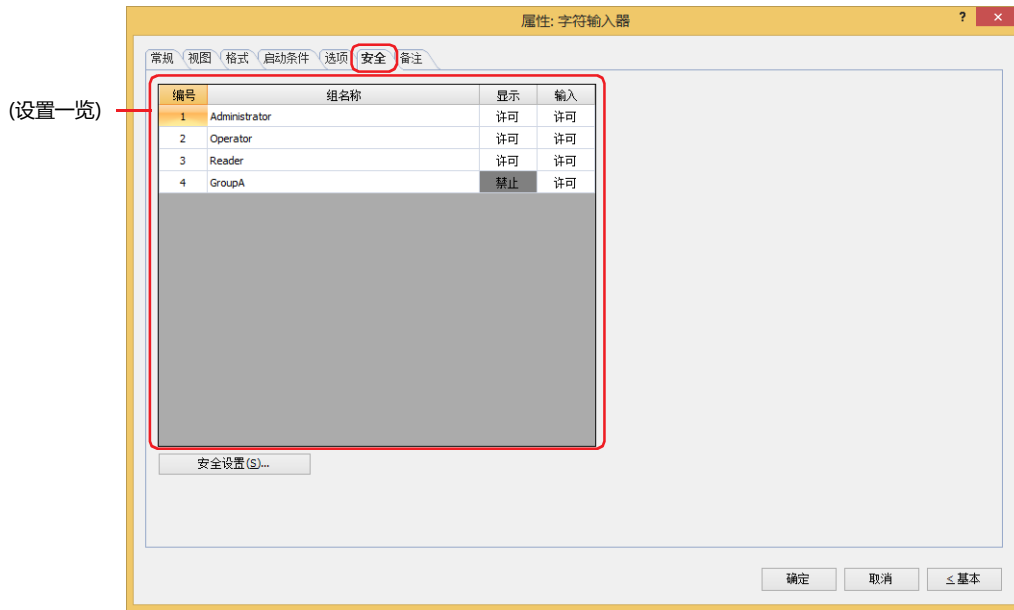 属性: 字符输入器 ? ×
常规 视图 格式 启动条件 选项 安全 备注
(设置一览)
编号 组名称 显示 输入
1 Administrator 许可 许可
2 Operator 许可 许可
3 Reader 许可 许可
4 GroupA 禁止 许可
安全设置(S)...
确定 取消 <基本